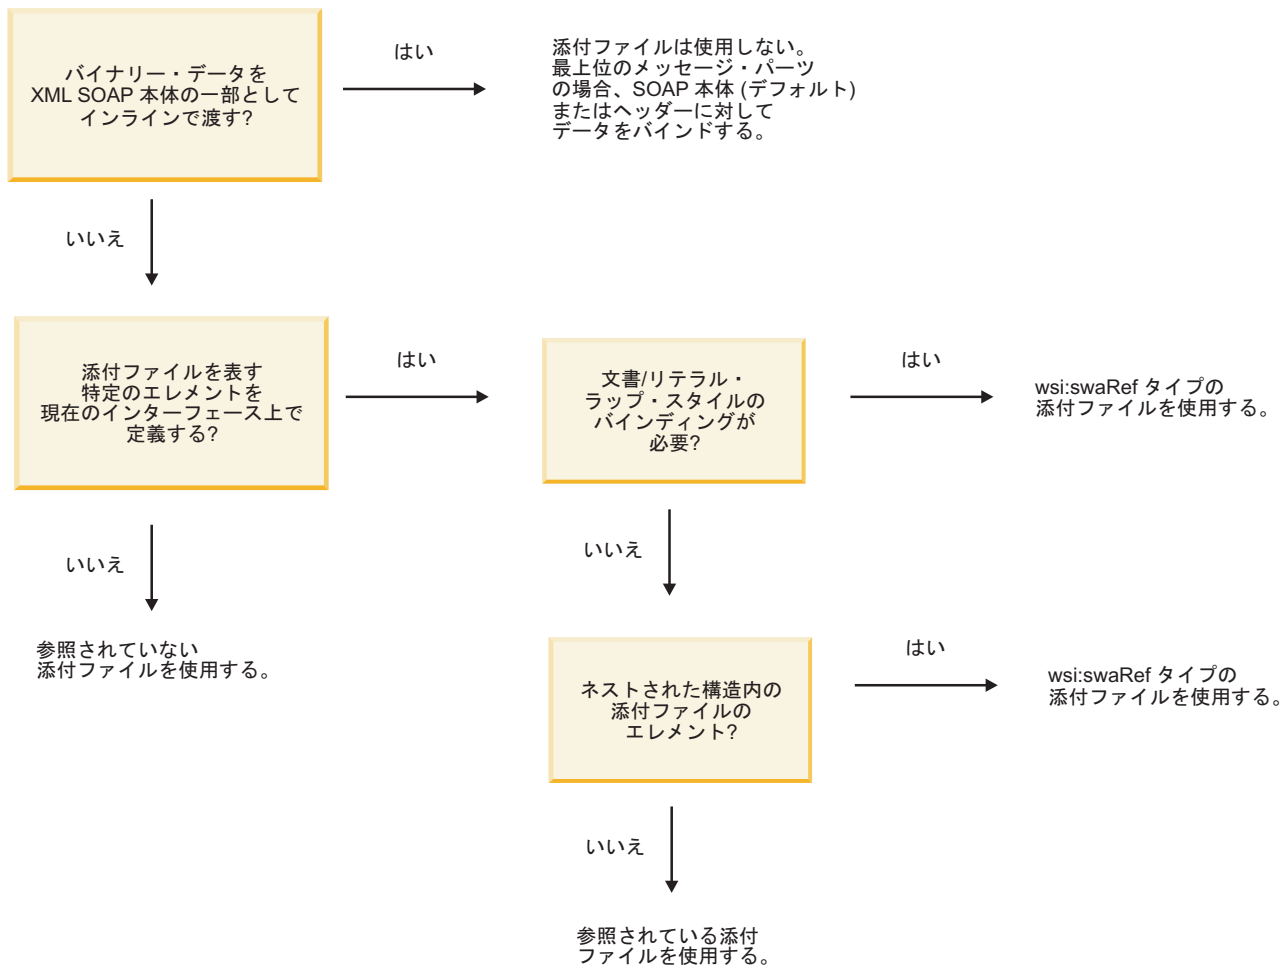 バイナリー・データを
XML SOAP 本体の一部として
インラインで渡す?
はい
添付ファイルは使用しない。
最上位のメッセージ・パーツ
の場合、SOAP 本体 (デフォルト)
またはヘッダーに対して
データをバインドする。
いいえ
添付ファイルを表す
特定のエレメントを
現在のインターフェース上で
定義する?
はい
文書/リテラル・
ラップ・スタイルの
バインディングが
必要?
はい
wsi:swaRef タイプの
添付ファイルを使用する。
いいえ
参照されていない
添付ファイルを使用する。
いいえ
ネストされた構造内の
添付ファイルの
エレメント?
はい
wsi:swaRef タイプの
添付ファイルを使用する。
いいえ
参照されている添付
ファイルを使用する。